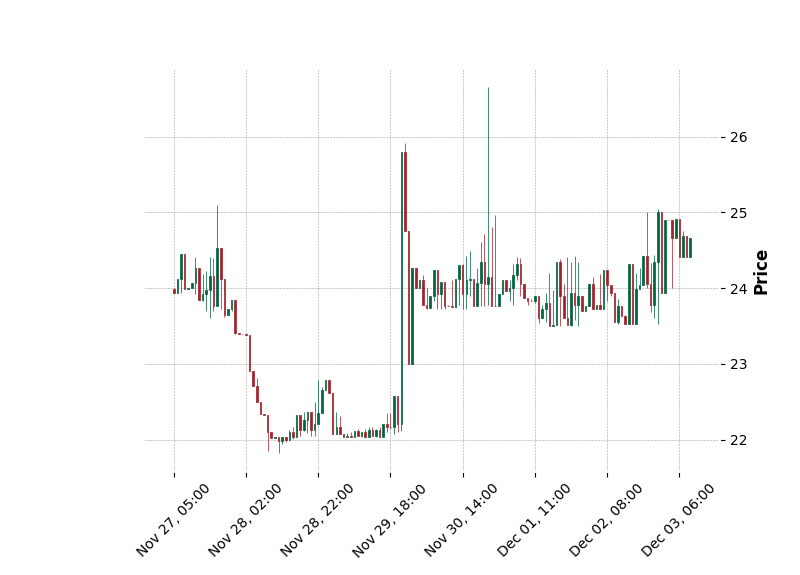 26
25
24
23
22
Price
Nov 27, 05:00
Nov 28, 02:00
Nov 28, 22:00
Nov 29, 18:00
Nov 30, 14:00
Dec 01, 11:00
Dec 02, 08:00
Dec 03, 06:00